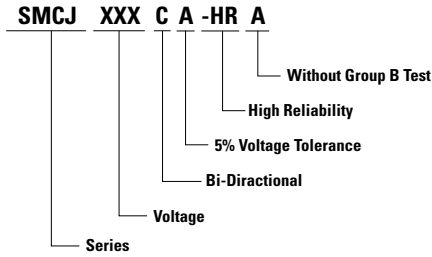 SMCJ XXX C A -HR A
Without Group B Test
High Reliability
5% Voltage Tolerance
Bi-Diractional
Voltage
Series